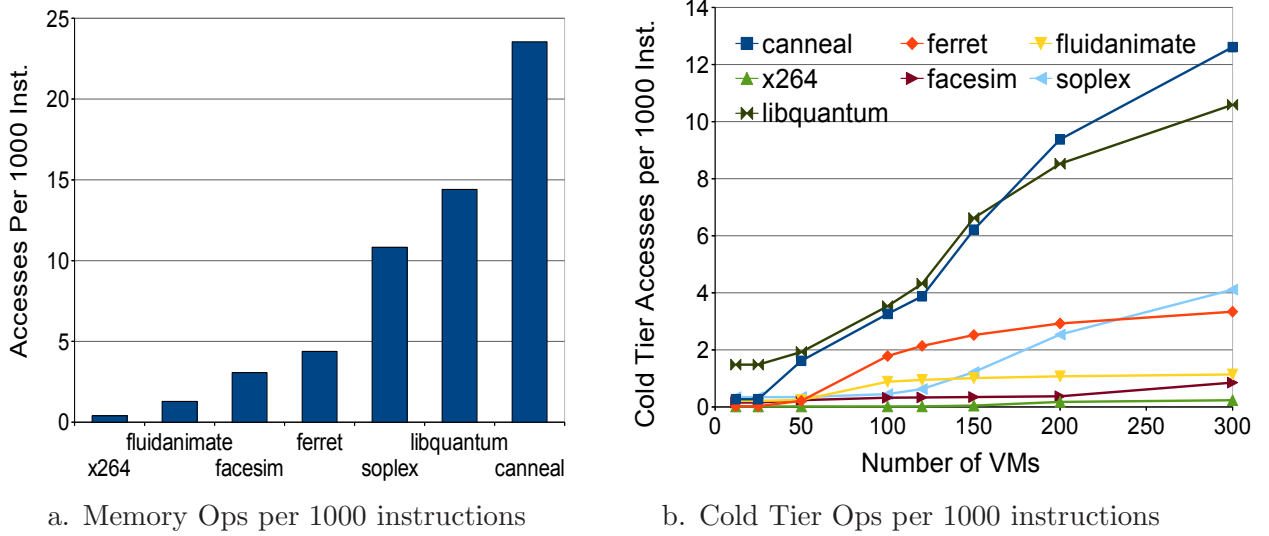 Accesses Per 1000 Inst.
25
20
15
10
5
0
fluidanimate ferret libquantum
x264 facesim soplex canneal
a. Memory Ops per 1000 instructions
Cold Tier Accesses per 1000 Inst.
14
12
10
8
6
4
2
0
canneal ferret fluidanimate
x264 facesim soplex
libquantum
0 50 100 150 200 250 300
Number of VMs
b. Cold Tier Ops per 1000 instructions